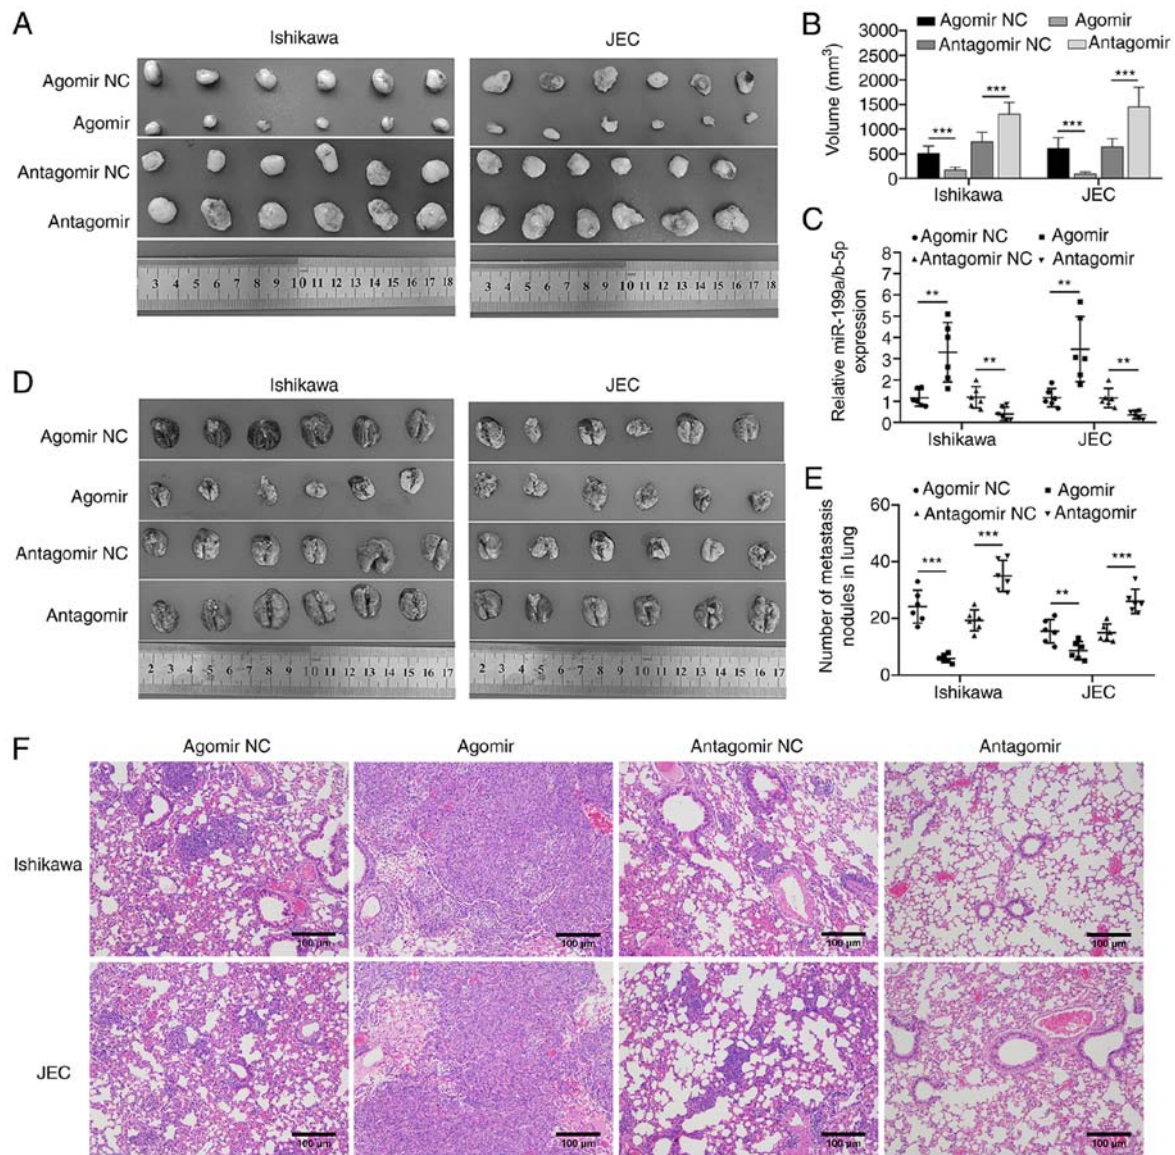 A
Ishikawa
JEC
Agomir NC
Agomir
Antagomir NC
Antagomir
3 4 5 6 7 8 9 10 11 12 13 14 15 16 17 18
3 4 5 6 7 8 9 10 11 12 13 14 15 16 17 18
B
Agomir NC Agomir
Antagomir NC Antagomir
Volume (mm³)
3000
2500
2000
1500
1000
500
0
*** *** *** ***
Ishikawa JEC
C
Agomir NC Agomir
Antagomir NC Antagomir
Relative miR-199a/b-5p
expression
8
7
6
5
4
3
2
1
0
** ** ** **
Ishikawa JEC
D
Ishikawa
JEC
Agomir NC
Agomir
Antagomir NC
Antagomir
2 3 4 5 6 7 8 9 10 11 12 13 14 15 16 17
2 3 4 5 6 7 8 9 10 11 12 13 14 15 16 17
E
Agomir NC Agomir
Antagomir NC Antagomir
Number of metastasis
nodules in lung
60
40
20
0
*** *** ** ***
Ishikawa JEC
F
Agomir NC Agomir Antagomir NC Antagomir
Ishikawa
100 µm 100 µm 100 µm 100 µm
JEC
100 µm 100 µm 100 µm 100 µm